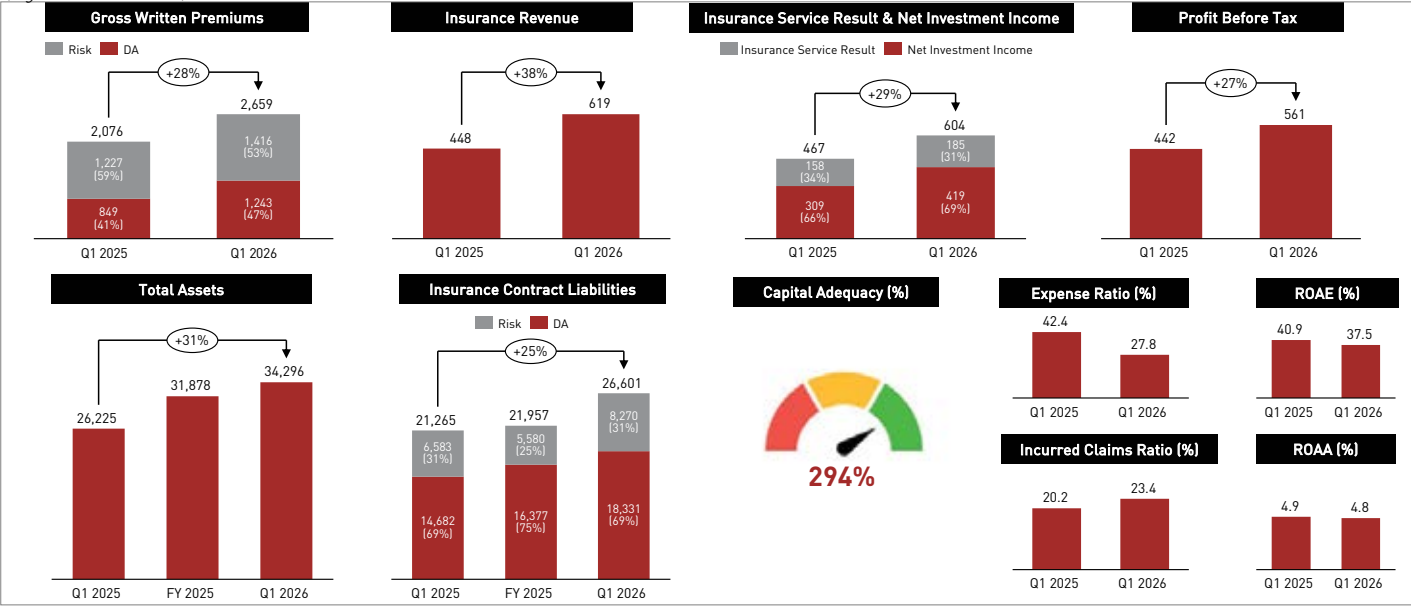 Gross Written Premiums
Risk DA
+28%
2,076
2,659
1,227
(59%)
849
(41%)
1,416
(53%)
1,243
(47%)
Q1 2025
Q1 2026
Insurance Revenue
+38%
448
619
Q1 2025
Q1 2026
Insurance Service Result & Net Investment Income
Insurance Service Result Net Investment Income
+29%
467
604
158
(34%)
309
(66%)
185
(31%)
419
(69%)
Q1 2025
Q1 2026
Profit Before Tax
+27%
442
561
Q1 2025
Q1 2026
Total Assets
+31%
26,225
31,878
34,296
Q1 2025
FY 2025
Q1 2026
Insurance Contract Liabilities
Risk DA
+25%
21,265
21,957
26,601
6,583
(31%)
14,682
(69%)
5,580
(25%)
16,377
(75%)
8,270
(31%)
18,331
(69%)
Q1 2025
FY 2025
Q1 2026
Capital Adequacy (%)
294%
Expense Ratio (%)
42.4
27.8
Q1 2025
Q1 2026
ROAE (%)
40.9
37.5
Q1 2025
Q1 2026
Incurred Claims Ratio (%)
20.2
23.4
Q1 2025
Q1 2026
ROAA (%)
4.9
4.8
Q1 2025
Q1 2026